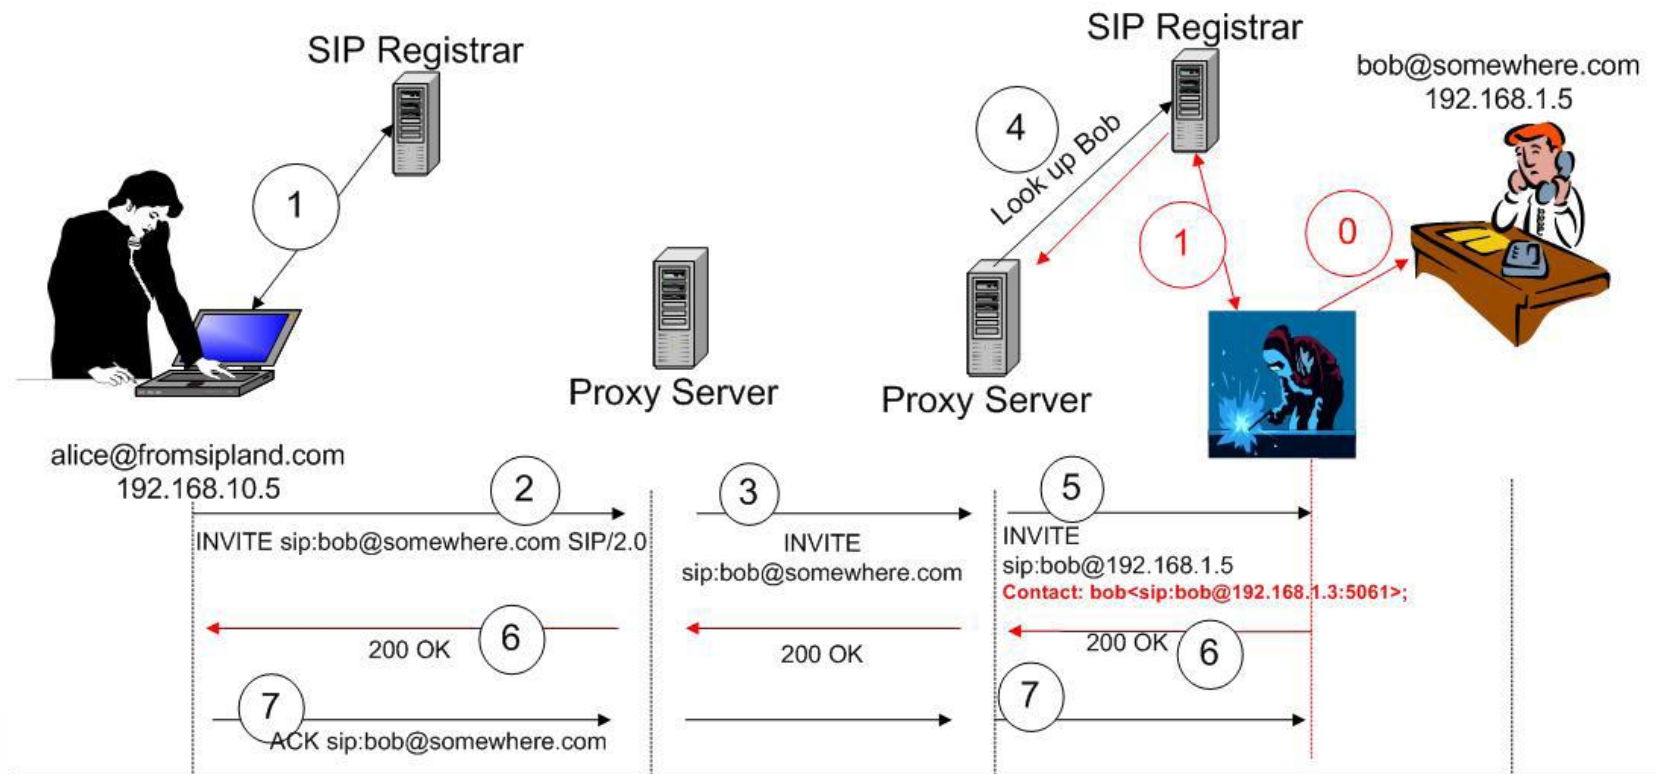 SIP Registrar
SIP Registrar
bob@somewhere.com
192.168.1.5
4
Look up Bob
1
1
0
Proxy Server
Proxy Server
alice@fromsipland.com
192.168.10.5
2
3
5
INVITE sip:bob@somewhere.com SIP/2.0
INVITE
sip:bob@somewhere.com
INVITE
sip:bob@192.168.1.5
Contact: bob<sip:bob@192.168.1.3:5061>;
200 OK
6
200 OK
200 OK
6
7
7
ACK sip:bob@somewhere.com